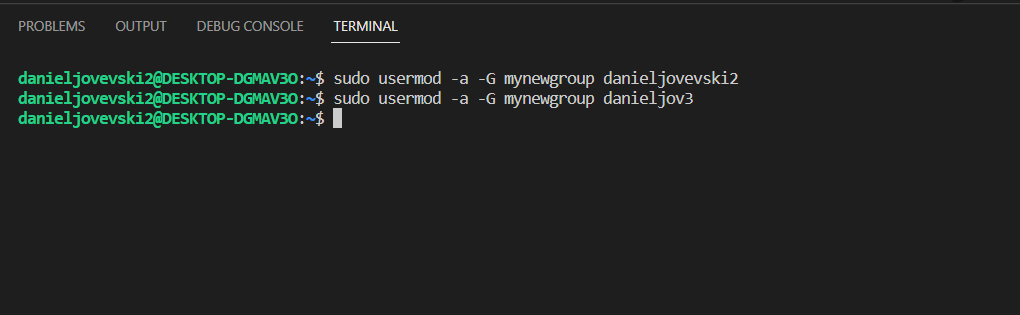 PROBLEMS OUTPUT DEBUG CONSOLE TERMINAL
danieljovevski2@DESKTOP-DGMAV3O:~$ sudo usermod -a -G mynewgroup danieljovevski2
danieljovevski2@DESKTOP-DGMAV3O:~$ sudo usermod -a -G mynewgroup danieljov3
danieljovevski2@DESKTOP-DGMAV3O:~$